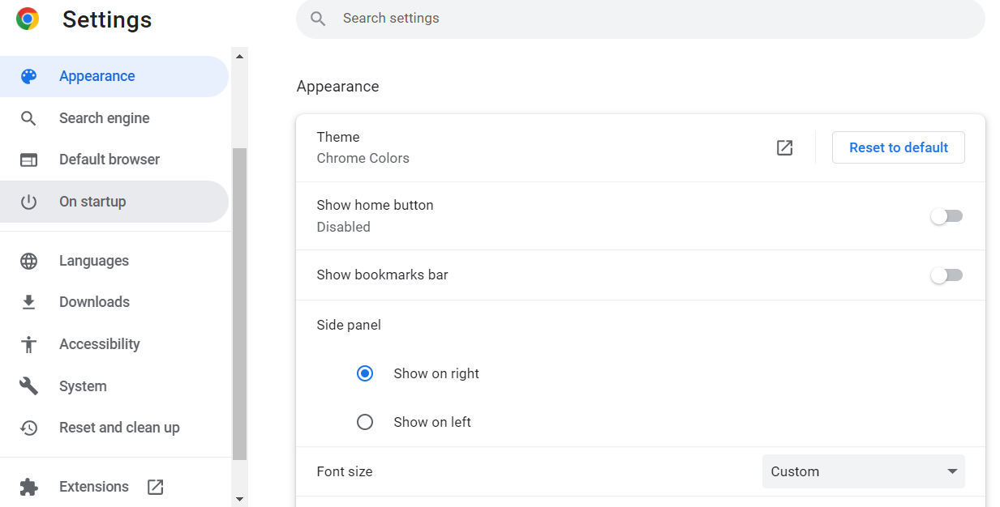 Settings
Search settings
Appearance
Search engine
Default browser
On startup
Languages
Downloads
Accessibility
System
Reset and clean up
Extensions
Appearance
Theme
Chrome Colors
Reset to default
Show home button
Disabled
Show bookmarks bar
Side panel
Show on right
Show on left
Font size
Custom